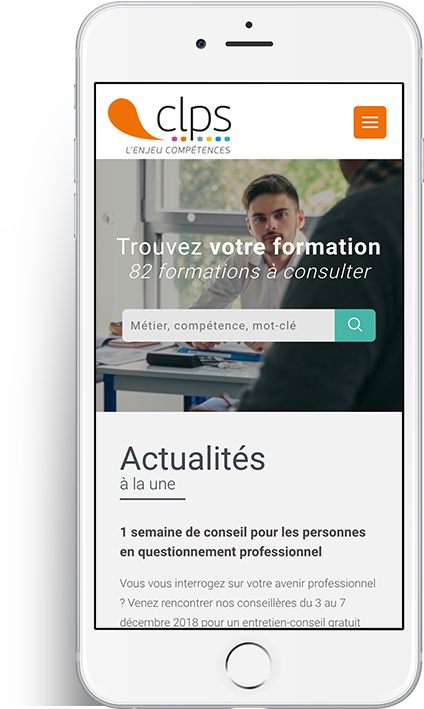 clps
L'ENJEU COMPÉTENCES
Trouvez votre formation
82 formations à consulter
Métier, compétence, mot-clé
Actualités
à la une
1 semaine de conseil pour les personnes
en questionnement professionnel
Vous vous interrogez sur votre avenir professionnel
? Venez rencontrer nos conseillères du 3 au 7
décembre 2018 pour un entretien-conseil gratuit